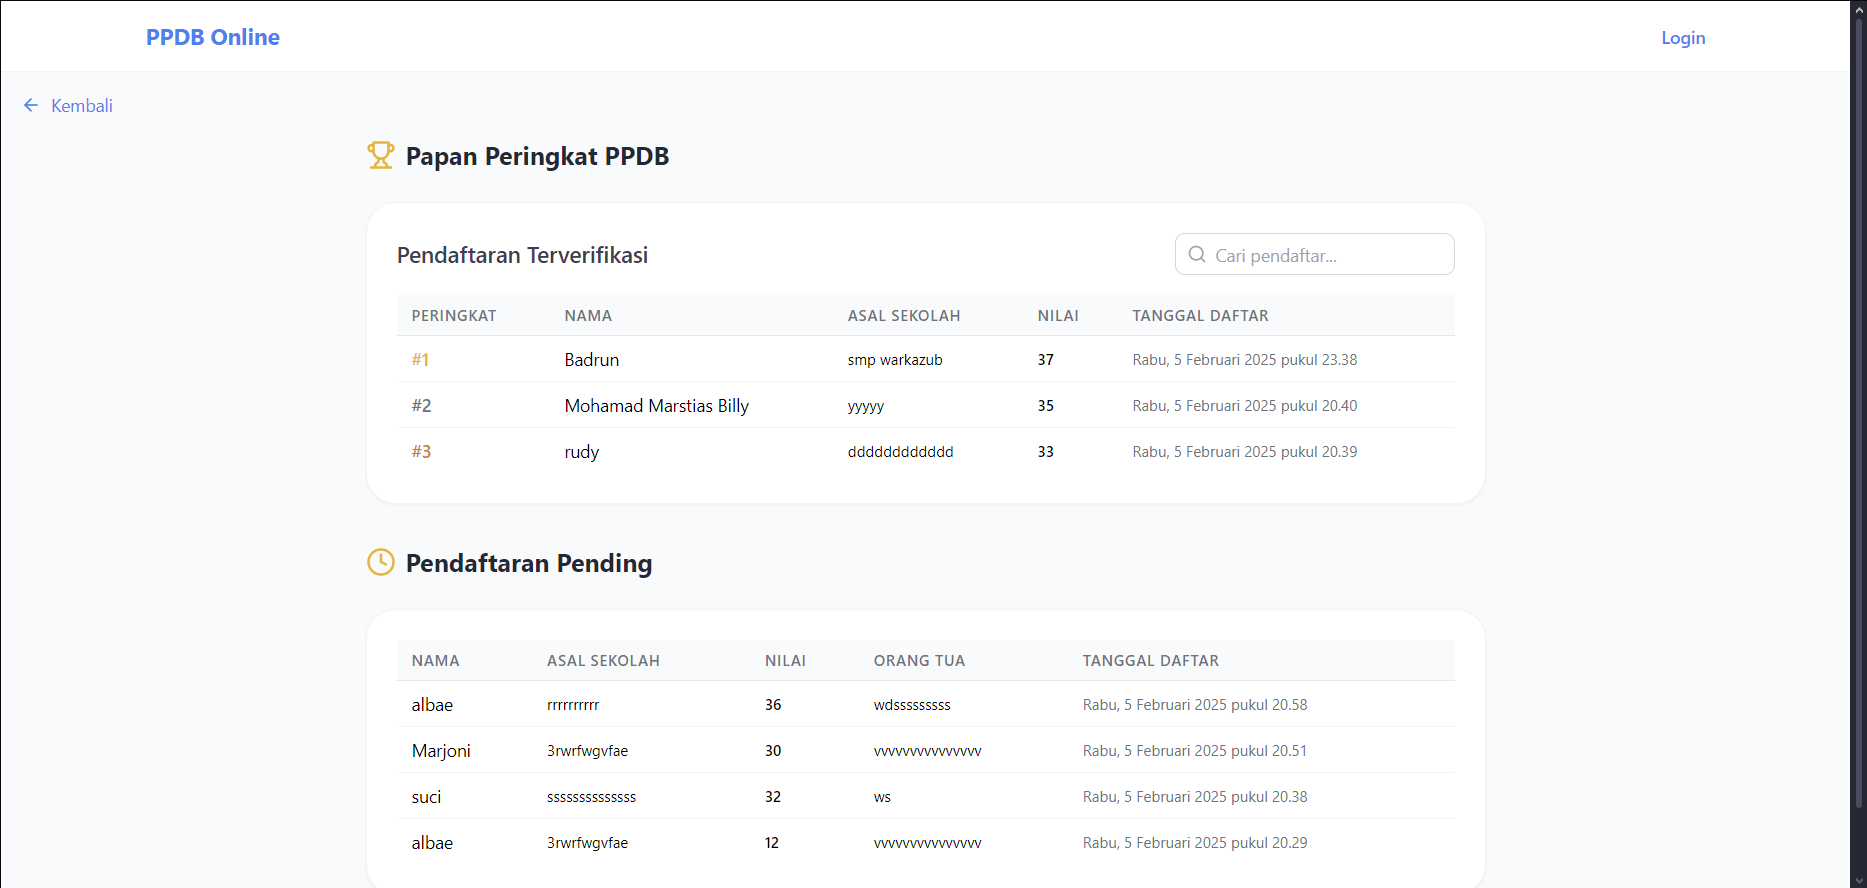 PPDB Online
Login
Kembali
Papan Peringkat PPDB
Pendaftaran Terverifikasi
Cari pendaftar...
PERINGKAT NAMA ASAL SEKOLAH NILAI TANGGAL DAFTAR
#1 Badrun smp warkazub 37 Rabu, 5 Februari 2025 pukul 23.38
#2 Mohamad Marstias Billy yyyyy 35 Rabu, 5 Februari 2025 pukul 20.40
#3 rudy dddddddddddd 33 Rabu, 5 Februari 2025 pukul 20.39
Pendaftaran Pending
NAMA ASAL SEKOLAH NILAI ORANG TUA TANGGAL DAFTAR
albae rrrrrrrrrr 36 wdsssssssss Rabu, 5 Februari 2025 pukul 20.58
Marjoni 3rwrfwgvfae 30 vvvvvvvvvvvvvvv Rabu, 5 Februari 2025 pukul 20.51
suci ssssssssssssss 32 ws Rabu, 5 Februari 2025 pukul 20.38
albae 3rwrfwgvfae 12 vvvvvvvvvvvvvvv Rabu, 5 Februari 2025 pukul 20.29